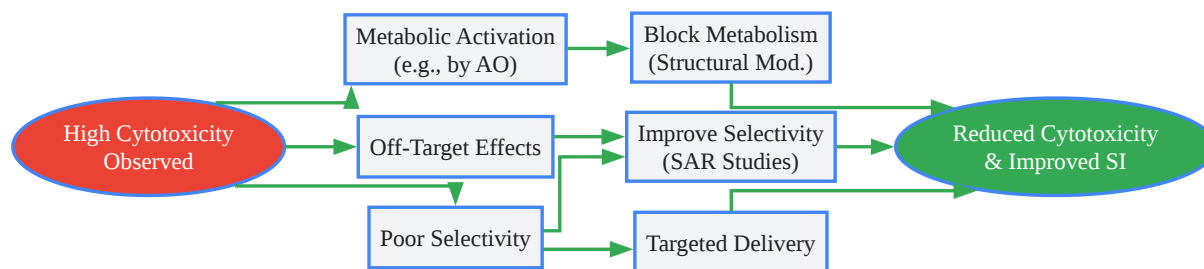 High Cytotoxicity
Observed
Metabolic Activation
(e.g., by AO)
Off-Target Effects
Poor Selectivity
Block Metabolism
(Structural Mod.)
Improve Selectivity
(SAR Studies)
Targeted Delivery
Reduced Cytotoxicity
& Improved SI